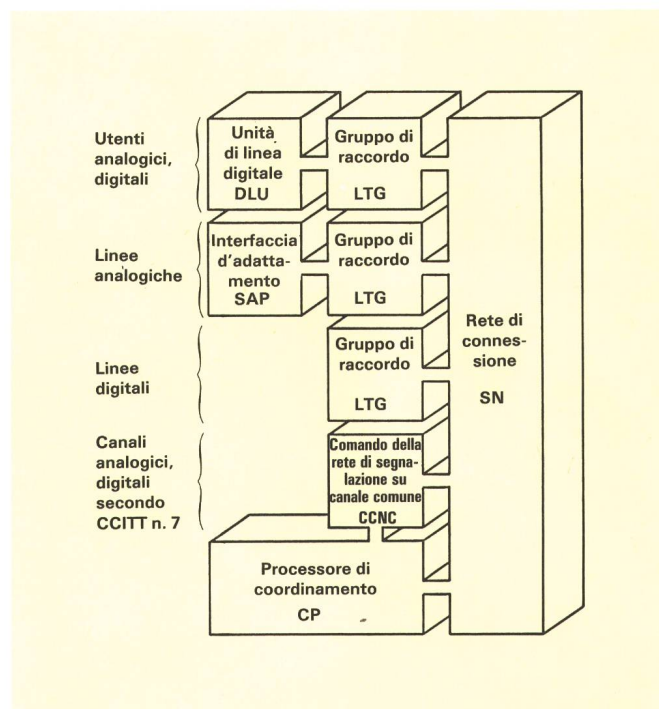 Utenti
analogici,
digitali
Unità
di linea
digitale
DLU
Gruppo di
raccordo
LTG
Linee
analogiche
Interfaccia
d'adatta-
mento
SAP
Gruppo di
raccordo
LTG
Linee
digitali
Gruppo di
raccordo
LTG
Canali
analogici,
digitali
secondo
CCITT n. 7
Comando della
rete di segna-
lazione su
canale comune
CCNC
Processore di
coordinamento
CP
Rete di
connes-
sione
SN